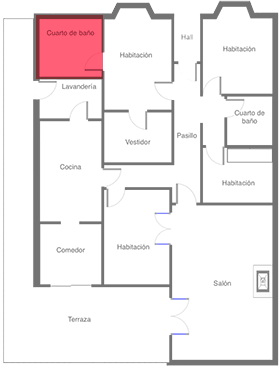 Cuarto de baño
Hall
Habitación
Habitación
Lavandería
Cuarto de
baño
Vestidor
Pasillo
Cocina
Habitación
Comedor
Habitación
Salón
Terraza